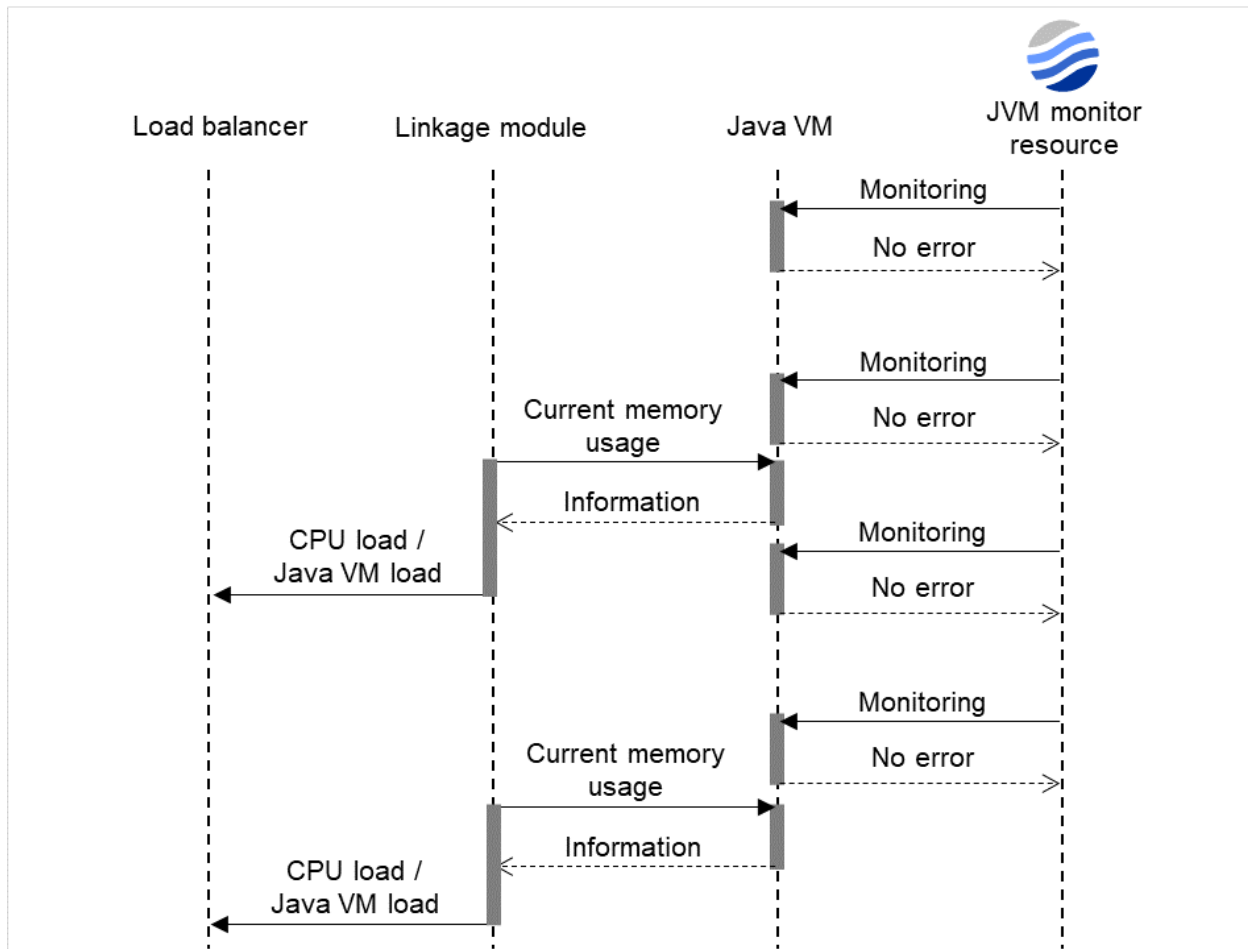 Load balancer
Linkage module
Java VM
JVM monitor
resource
Monitoring
No error
Monitoring
No error
Current memory
usage
Information
Monitoring
CPU load /
Java VM load
No error
Monitoring
No error
Current memory
usage
Information
CPU load /
Java VM load